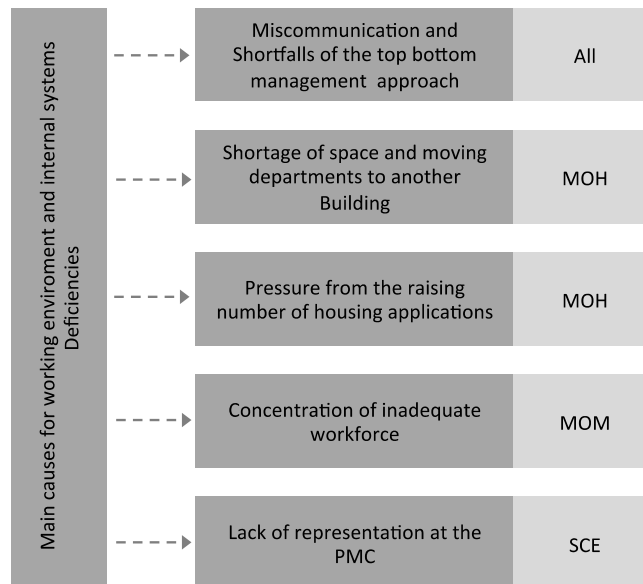 Main causes for working enviroment and internal systems
Deficiencies
Miscommunication and
Shortfalls of the top bottom
management approach
All
Shortage of space and moving
departments to another
Building
MOH
Pressure from the raising
number of housing applications
MOH
Concentration of inadequate
workforce
MOM
Lack of representation at the
PMC
SCE